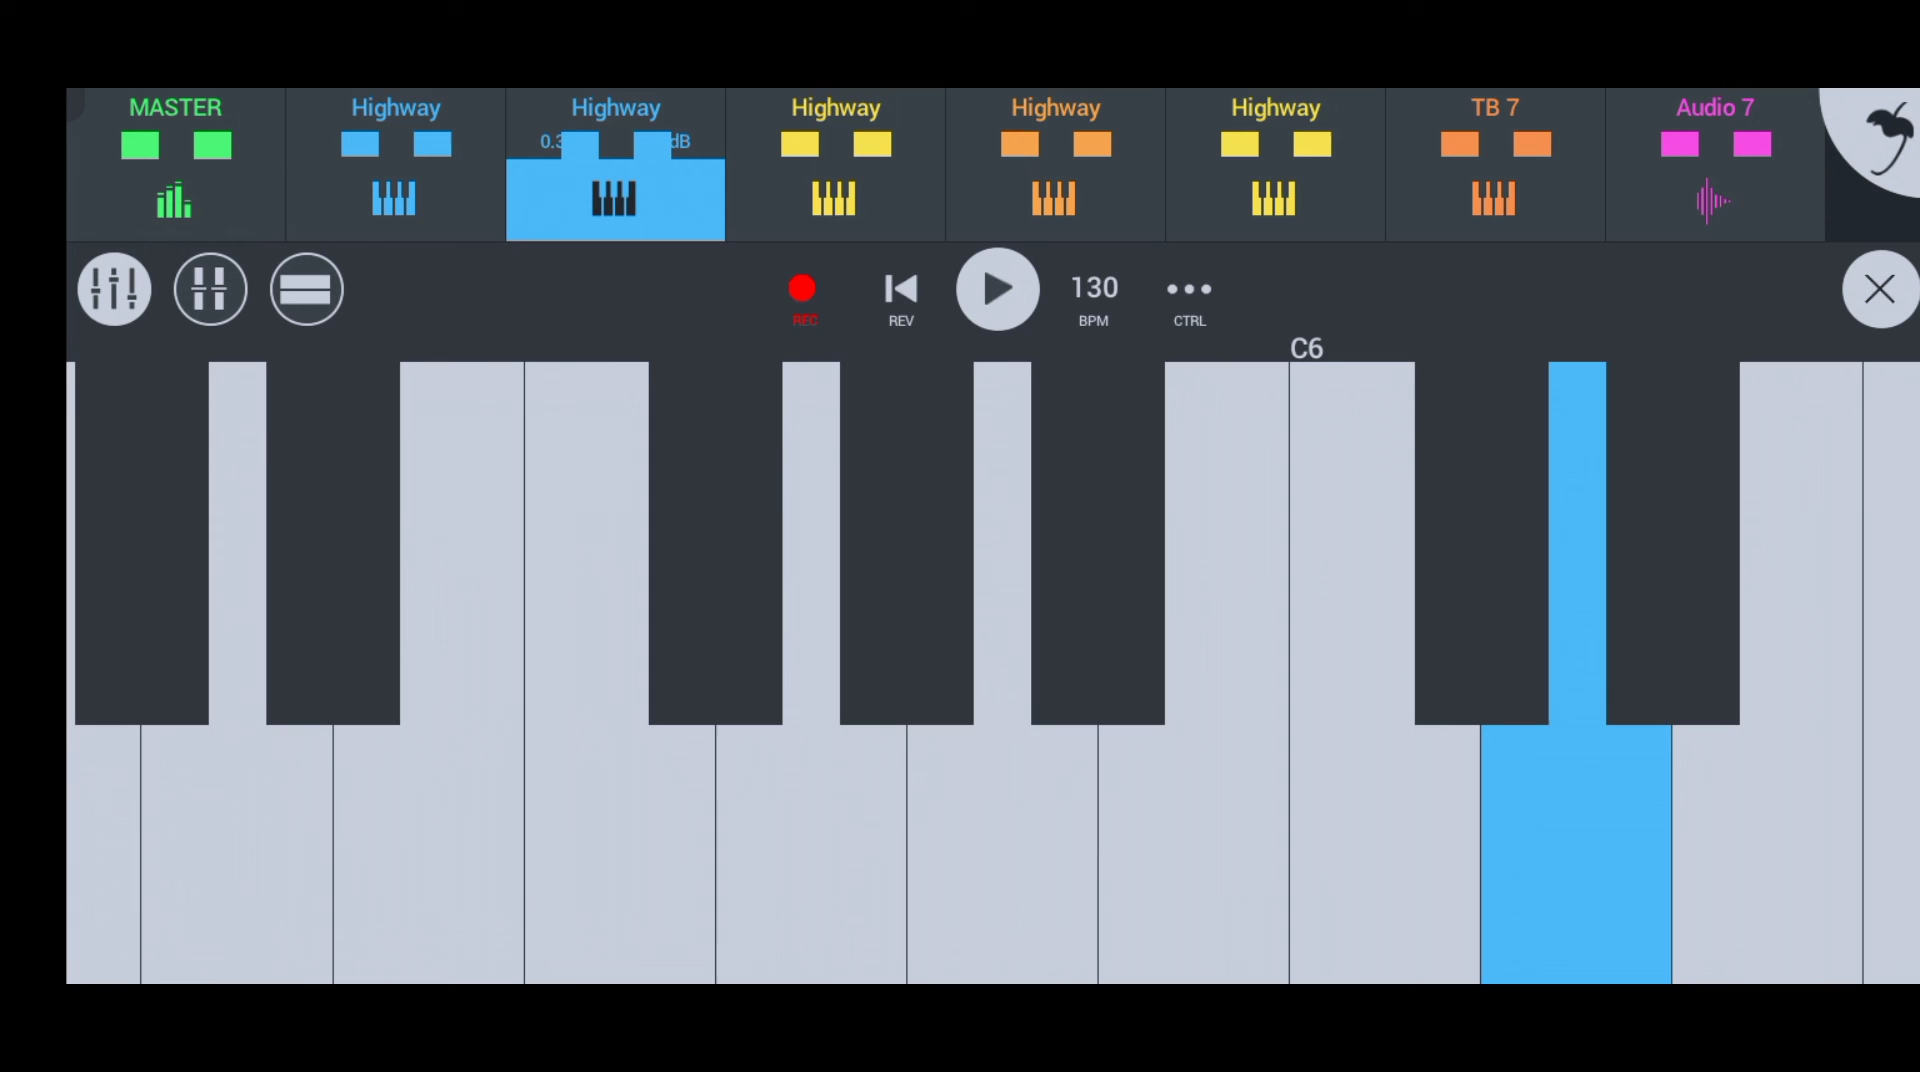 MASTER
Highway
Highway
Highway
Highway
Highway
TB 7
Audio 7
0.3
dB
130
REC
REV
BPM
CTRL
C6